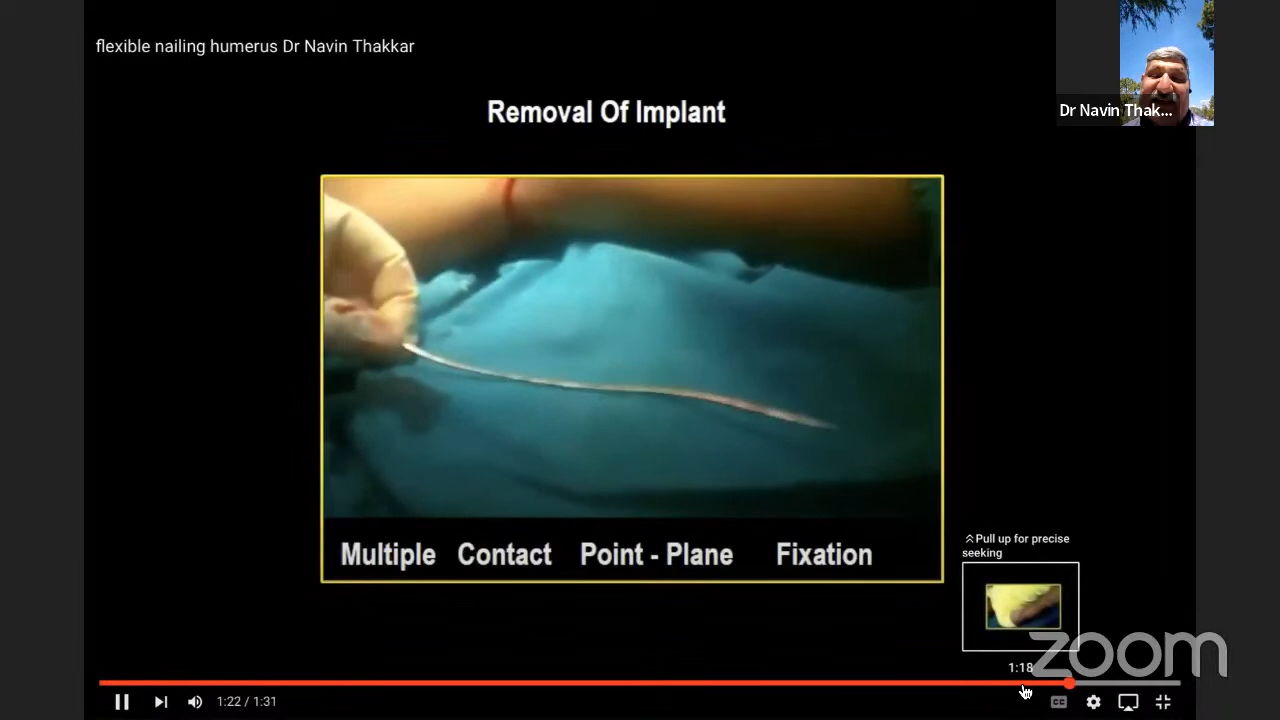 flexible nailing humerus Dr Navin Thakkar
Dr Navin Thak...
Removal Of Implant
Multiple Contact Point - Plane Fixation
Pull up for precise
seeking
1:18
zoom
1:22 / 1:31
CC